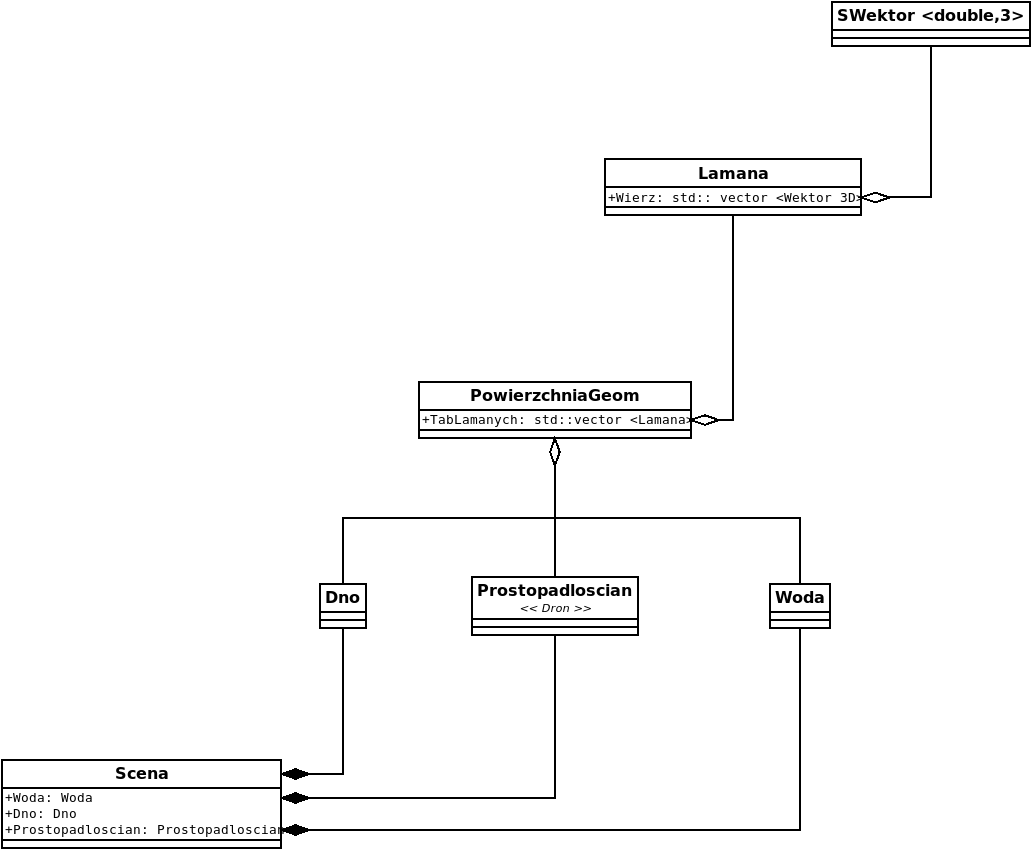 SWektor <double,3>
Lamana
+Wierz: std:: vector <Wektor 3D>
PowierzchniaGeom
+TabLamanych: std::vector <Lamana>
Dno
Prostopadloscian
<< Dron >>
Woda
Scena
+Woda: Woda
+Dno: Dno
+Prostopadloscian: Prostopadloscian